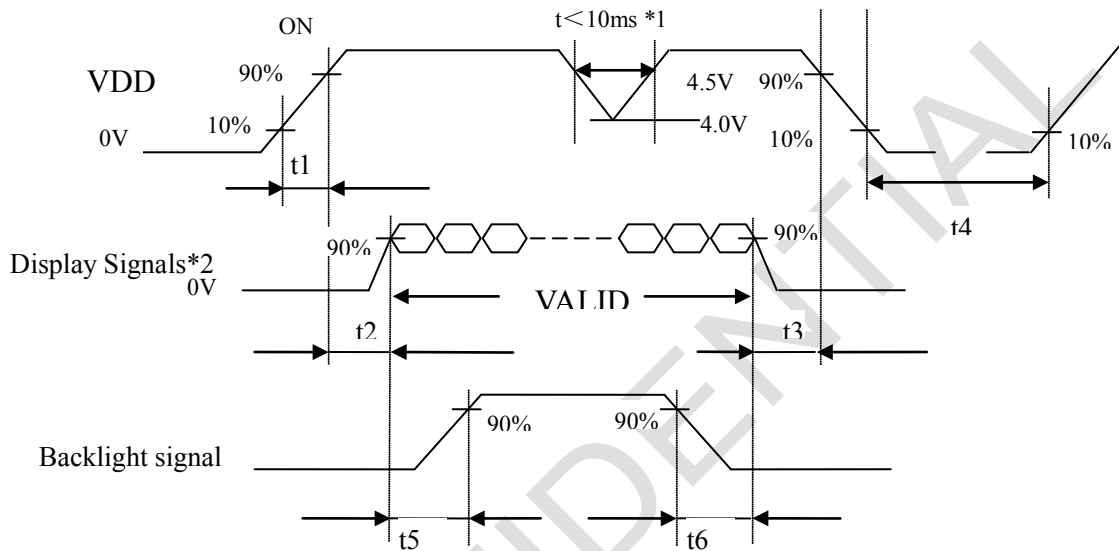 t<10ms *1
ON
VDD
90%
4.5V
90%
0V
10%
4.0V
10%
10%
t1
t4
Display Signals*2
90%
90%
0V
VALID
t2
t3
90%
90%
Backlight signal
t5
t6
IDENTIAL